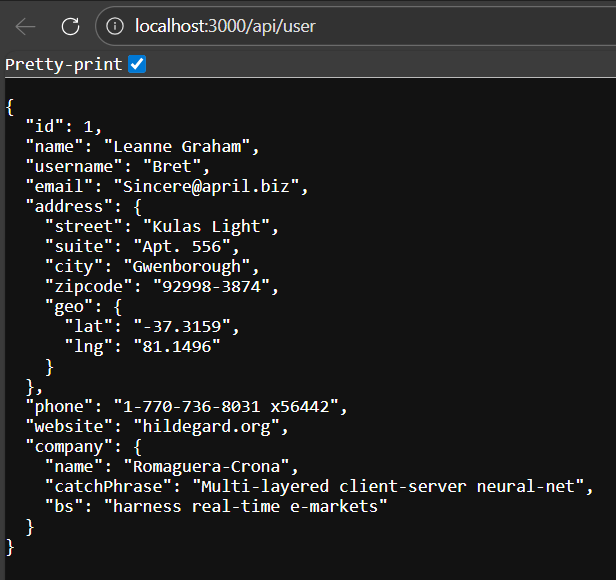 localhost:3000/api/user
Pretty-print
{
  "id": 1,
  "name": "Leanne Graham",
  "username": "Bret",
  "email": "Sincere@april.biz",
  "address": {
    "street": "Kulas Light",
    "suite": "Apt. 556",
    "city": "Gwenborough",
    "zipcode": "92998-3874",
    "geo": {
      "lat": "-37.3159",
      "lng": "81.1496"
    }
  },
  "phone": "1-770-736-8031 x56442",
  "website": "hildegard.org",
  "company": {
    "name": "Romaguera-Crona",
    "catchPhrase": "Multi-layered client-server neural-net",
    "bs": "harness real-time e-markets"
  }
}